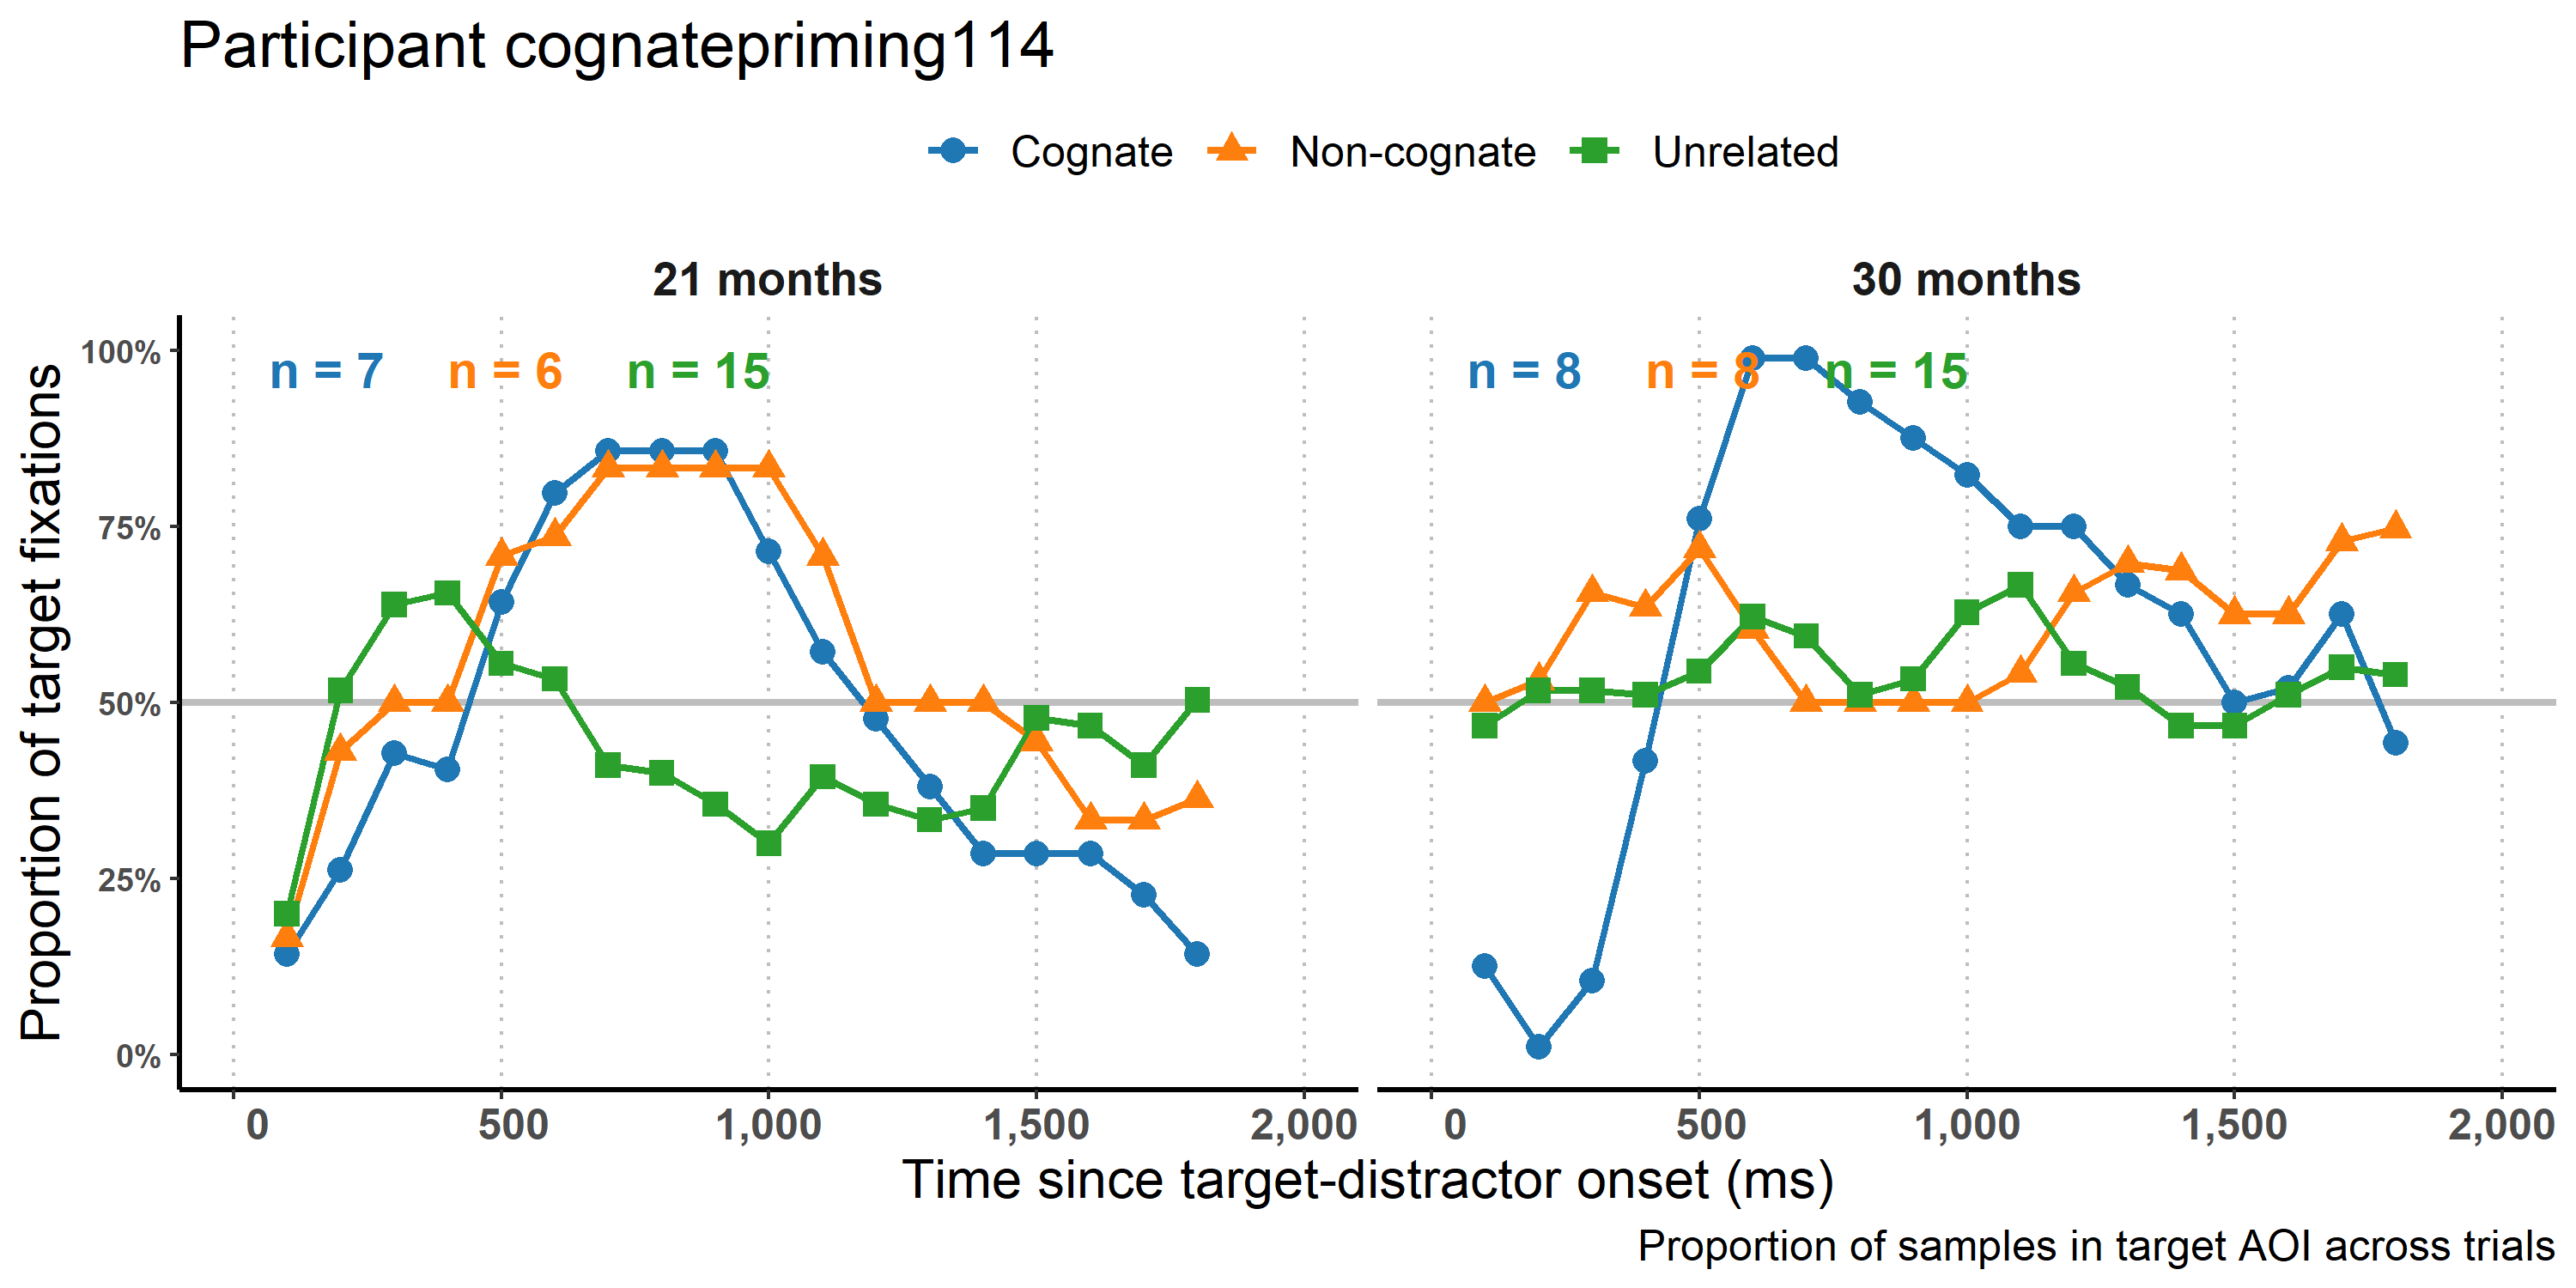 Participant cognatepriming114
Cognate Non-cognate Unrelated
21 months
30 months
n = 7 n = 6 n = 15
n = 8 n = 8 n = 15
Proportion of target fixations
100%
75%
50%
25%
0%
0 500 1,000 1,500 2,000
0 500 1,000 1,500 2,000
Time since target-distractor onset (ms)
Proportion of samples in target AOI across trials